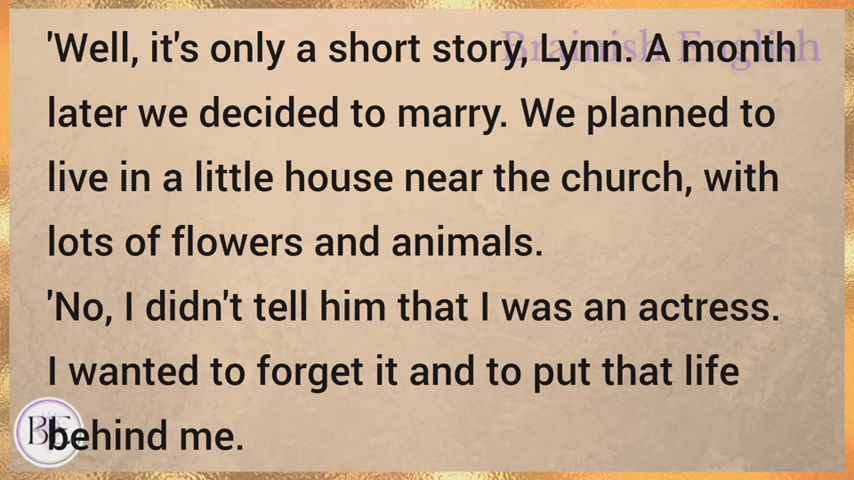 Brainish English
'Well, it's only a short story, Lynn. A month
later we decided to marry. We planned to
live in a little house near the church, with
lots of flowers and animals.
'No, I didn't tell him that I was an actress.
I wanted to forget it and to put that life
behind me.
BE